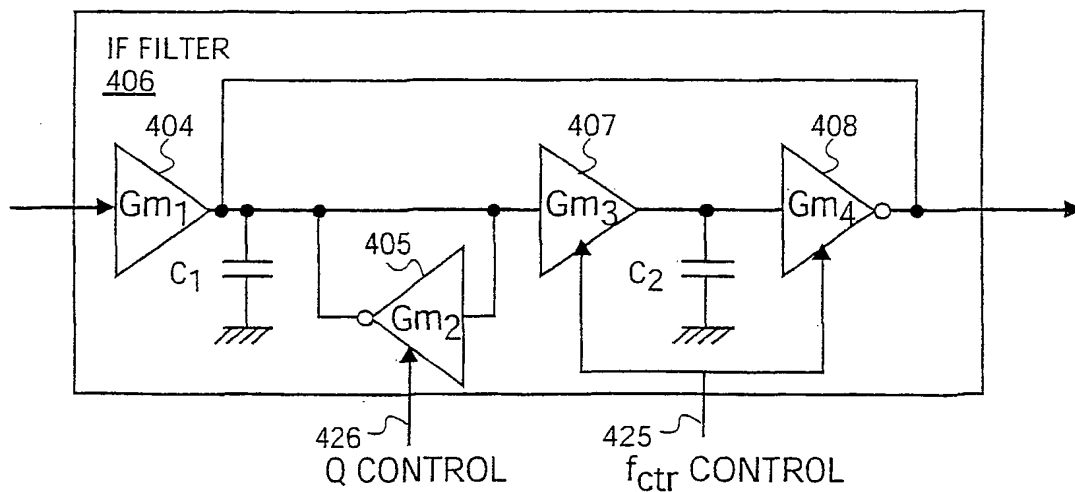 IF FILTER
406
404
407
408
Gm1
Gm3
Gm4
405
C1
C2
Gm2
426
425
Q CONTROL
fctr CONTROL